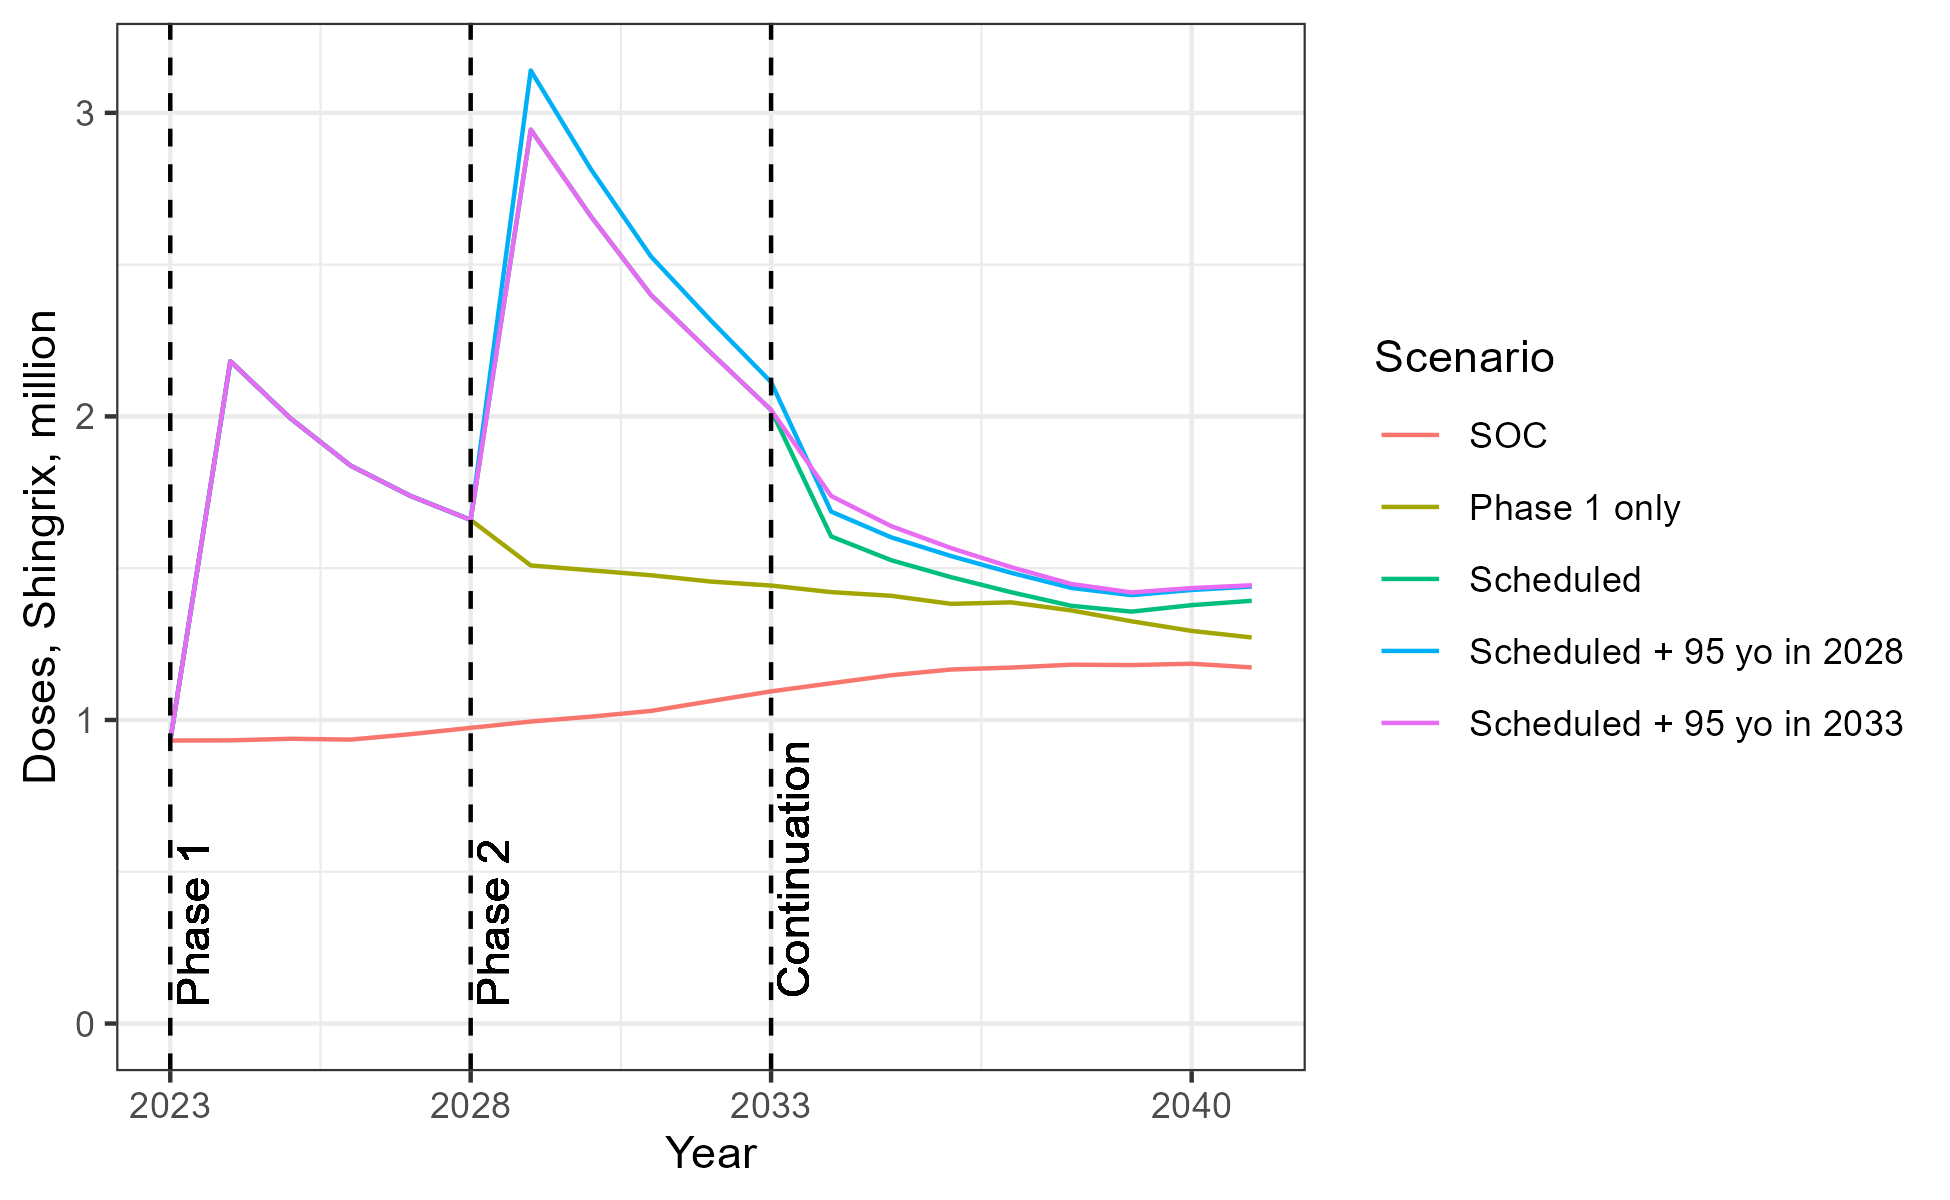 Doses, Shingrix, million
3
2
1
0
Phase 1
Phase 2
Continuation
2023
2028
2033
2040
Year
Scenario
SOC
Phase 1 only
Scheduled
Scheduled + 95 yo in 2028
Scheduled + 95 yo in 2033